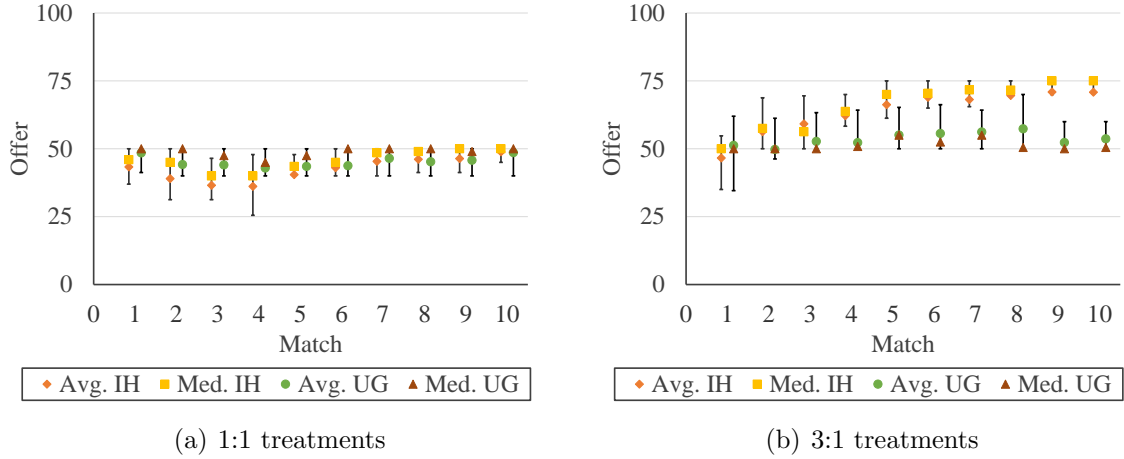 100
75
50
25
0
Offer
0 1 2 3 4 5 6 7 8 9 10
Match
Avg. IH Med. IH Avg. UG Med. UG
(a) 1:1 treatments
100
75
50
25
0
Offer
0 1 2 3 4 5 6 7 8 9 10
Match
Avg. IH Med. IH Avg. UG Med. UG
(b) 3:1 treatments